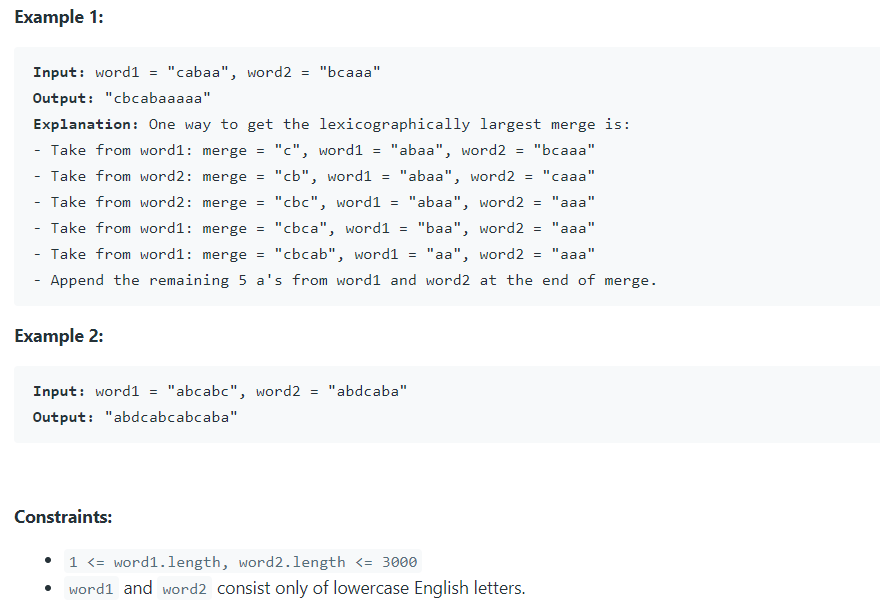 Example 1:
Input: word1 = "cabaa", word2 = "bcaaa"
Output: "cbcabaaaaa"
Explanation: One way to get the lexicographically largest merge is:
- Take from word1: merge = "c", word1 = "abaa", word2 = "bcaaa"
- Take from word2: merge = "cb", word1 = "abaa", word2 = "caaa"
- Take from word2: merge = "cbc", word1 = "abaa", word2 = "aaa"
- Take from word1: merge = "cbca", word1 = "baa", word2 = "aaa"
- Take from word1: merge = "cbcab", word1 = "aa", word2 = "aaa"
- Append the remaining 5 a's from word1 and word2 at the end of merge.
Example 2:
Input: word1 = "abcabc", word2 = "abdcaba"
Output: "abdcabcabcaba"
Constraints:
• 1 <= word1.length, word2.length <= 3000
• word1 and word2 consist only of lowercase English letters.